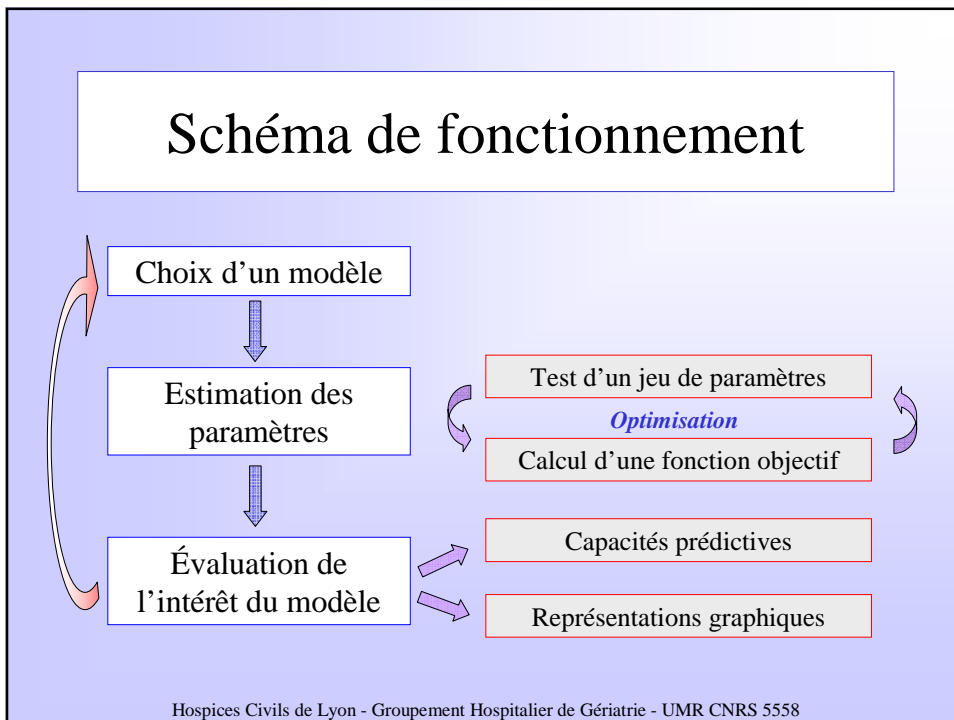 Schéma de fonctionnement
Choix d’un modèle
Estimation des
paramètres
Test d’un jeu de paramètres
Optimisation
Calcul d’une fonction objectif
Évaluation de
l’intérêt du modèle
Capacités prédictives
Représentations graphiques
Hospices Civils de Lyon - Groupement Hospitalier de Gériatrie - UMR CNRS 5558